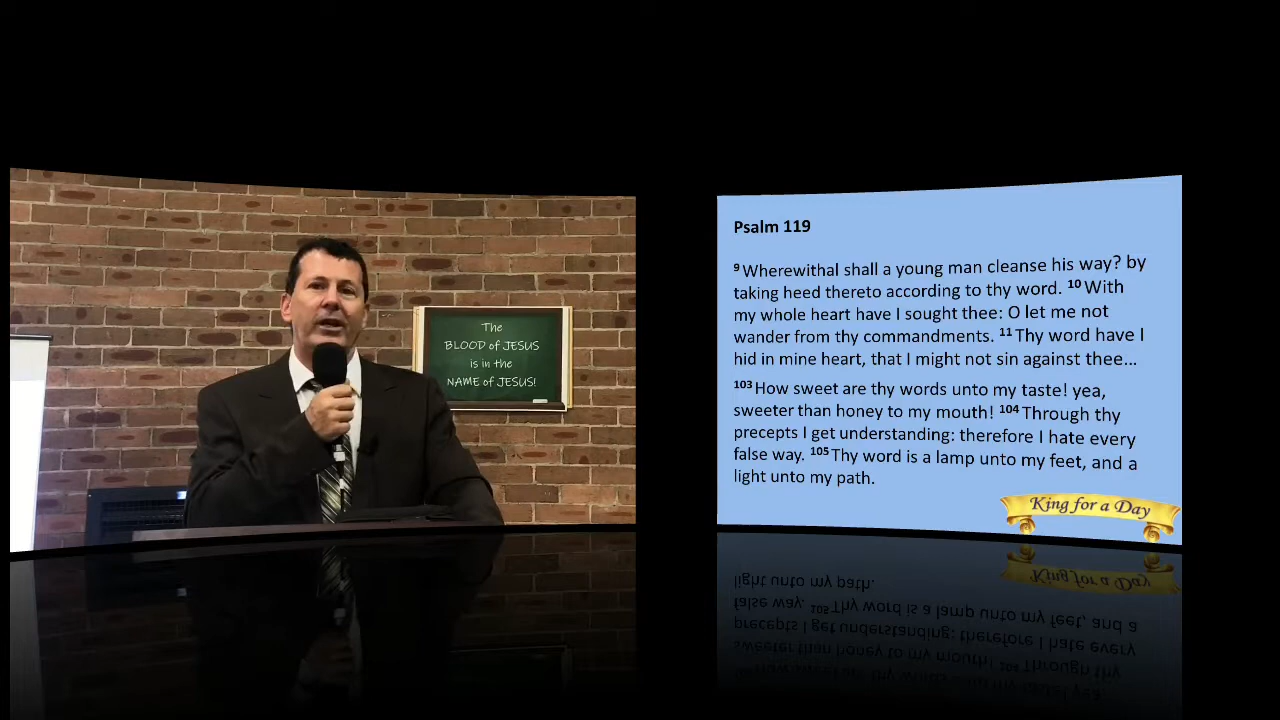 The
BLOOD of JESUS
is in the
NAME of JESUS!
Psalm 119
9 Wherewithal shall a young man cleanse his way? by
taking heed thereto according to thy word. 10 With
my whole heart have I sought thee: O let me not
wander from thy commandments. 11 Thy word have I
hid in mine heart, that I might not sin against thee...
103 How sweet are thy words unto my taste! yea,
sweeter than honey to my mouth! 104 Through thy
precepts I get understanding: therefore I hate every
false way. 105 Thy word is a lamp unto my feet, and a
light unto my path.
King for a Day